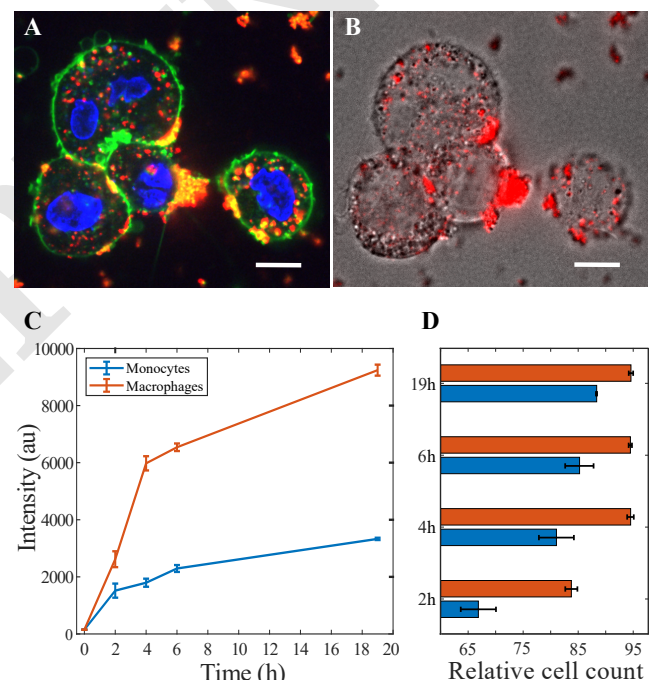 A
B
C
D
10000
8000
6000
4000
2000
0
Intensity (au)
Monocytes
Macrophages
0 2 4 6 8 10 12 14 16 18 20
Time (h)
19h
6h
4h
2h
65 75 85 95
Relative cell count